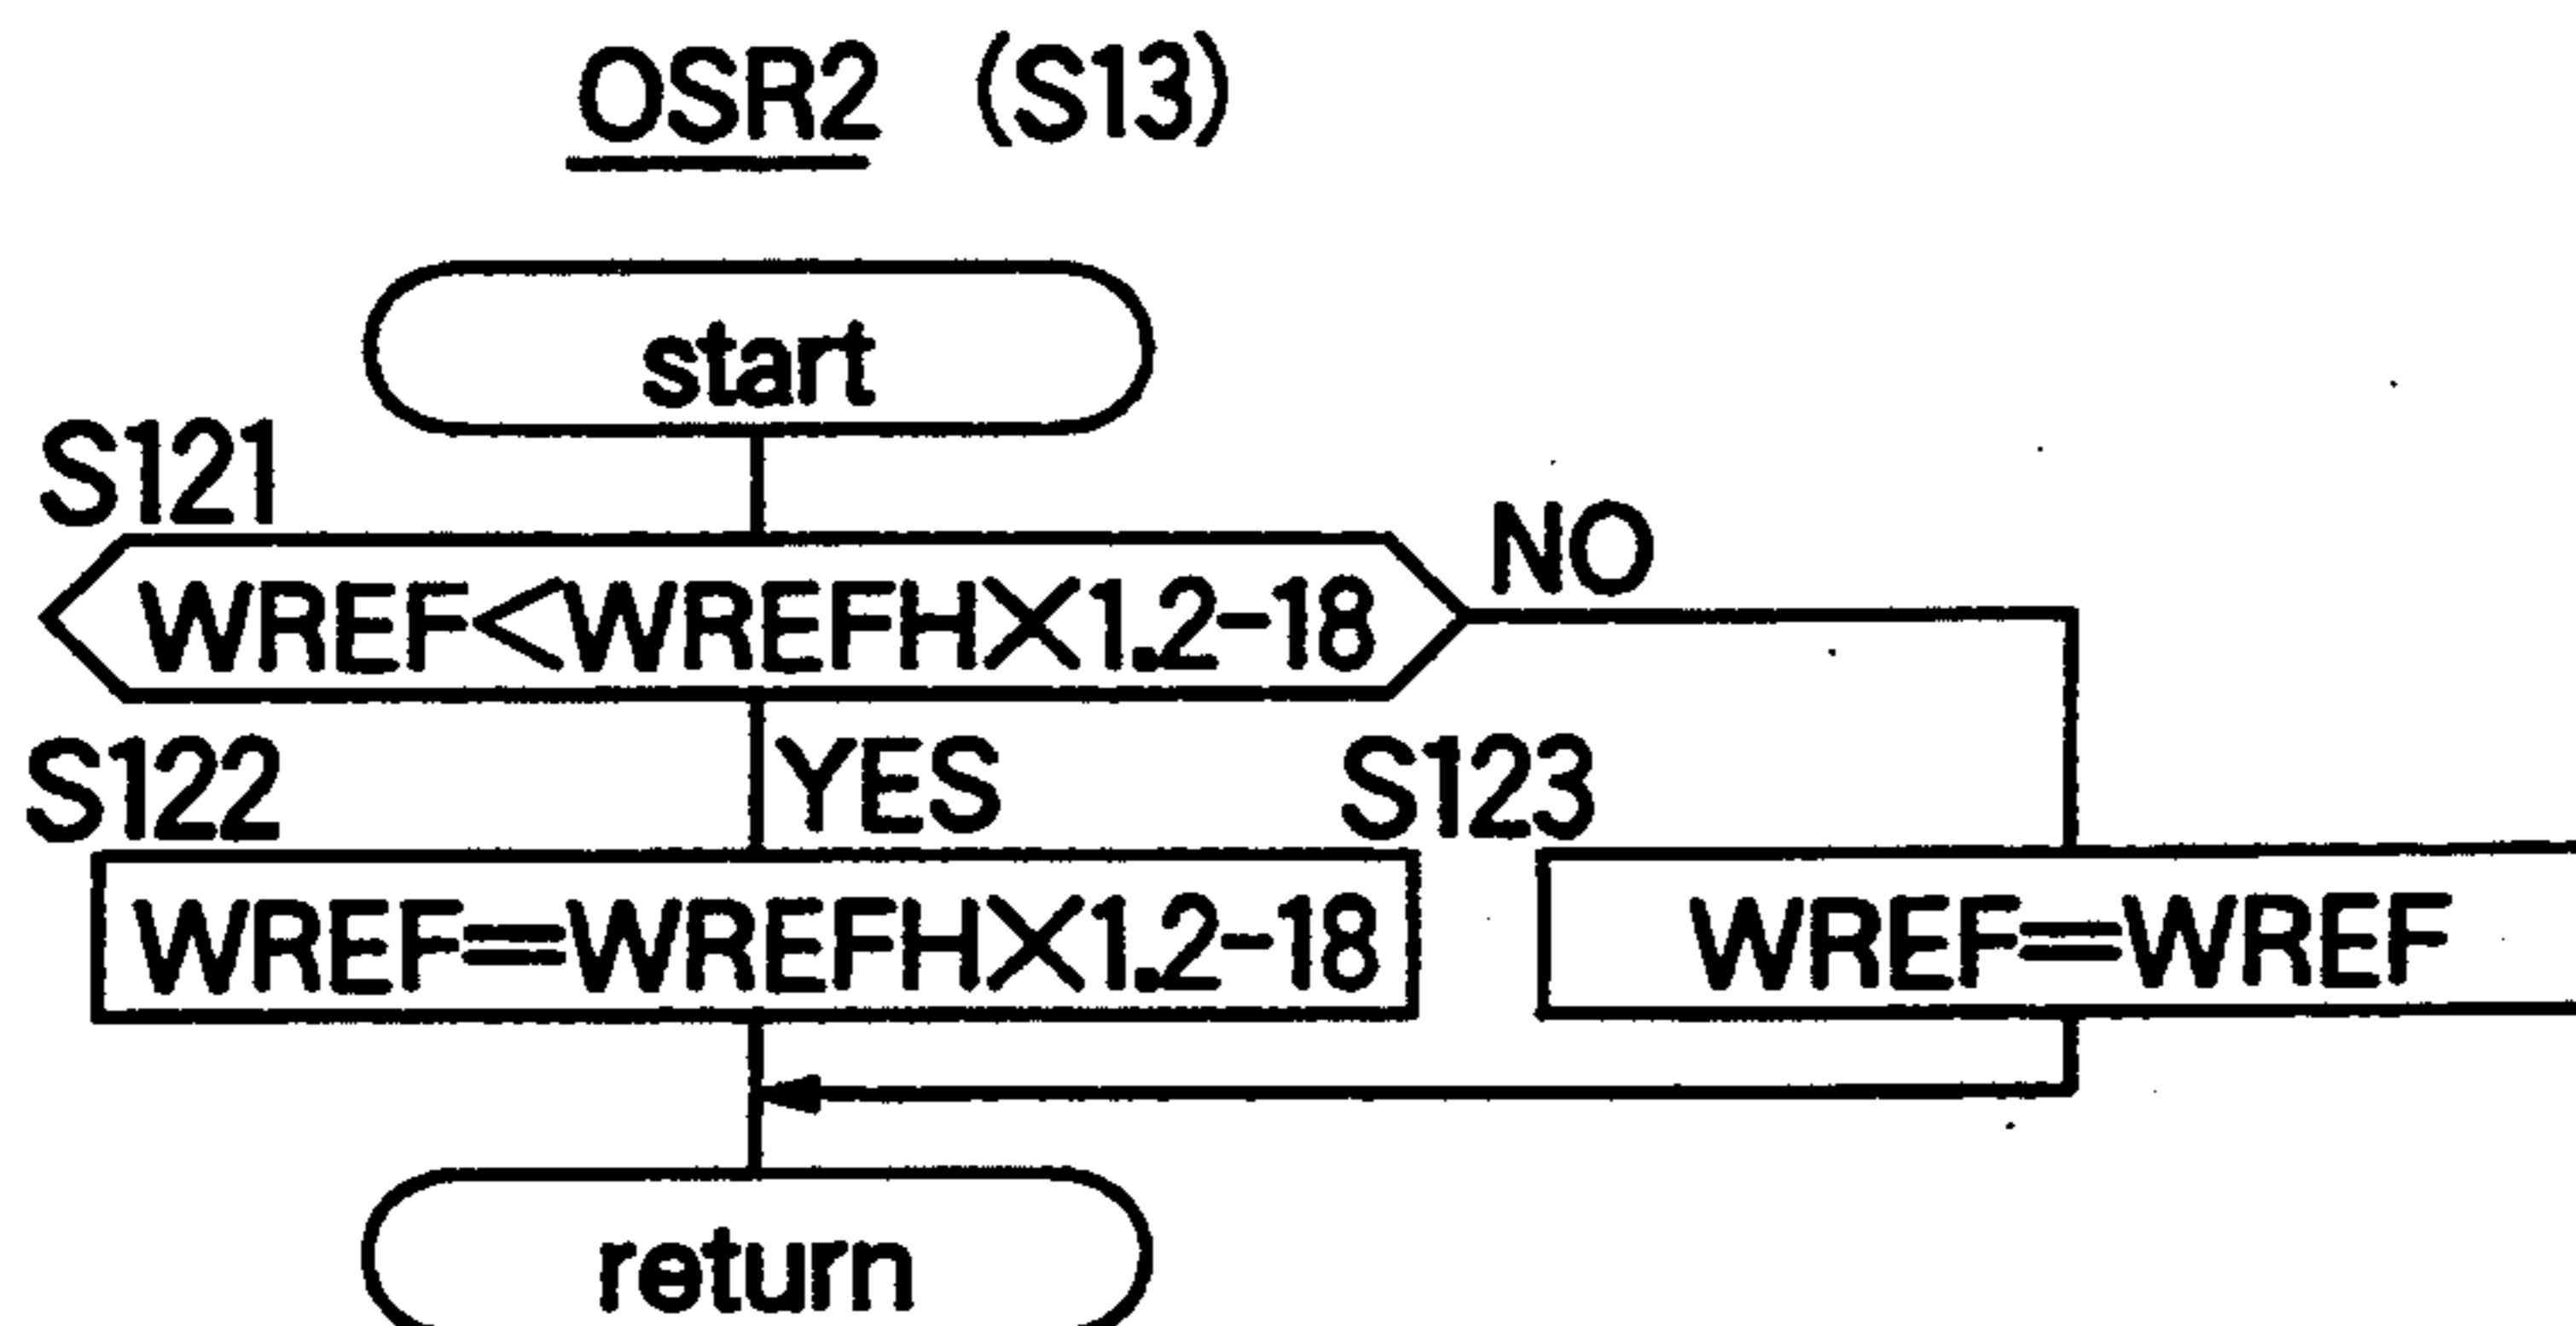 OSR2 (S13)
start
S121
WREF<WREFH×1.2-18
NO
YES
S122
WREF=WREFH×1.2-18
S123
WREF=WREF
return